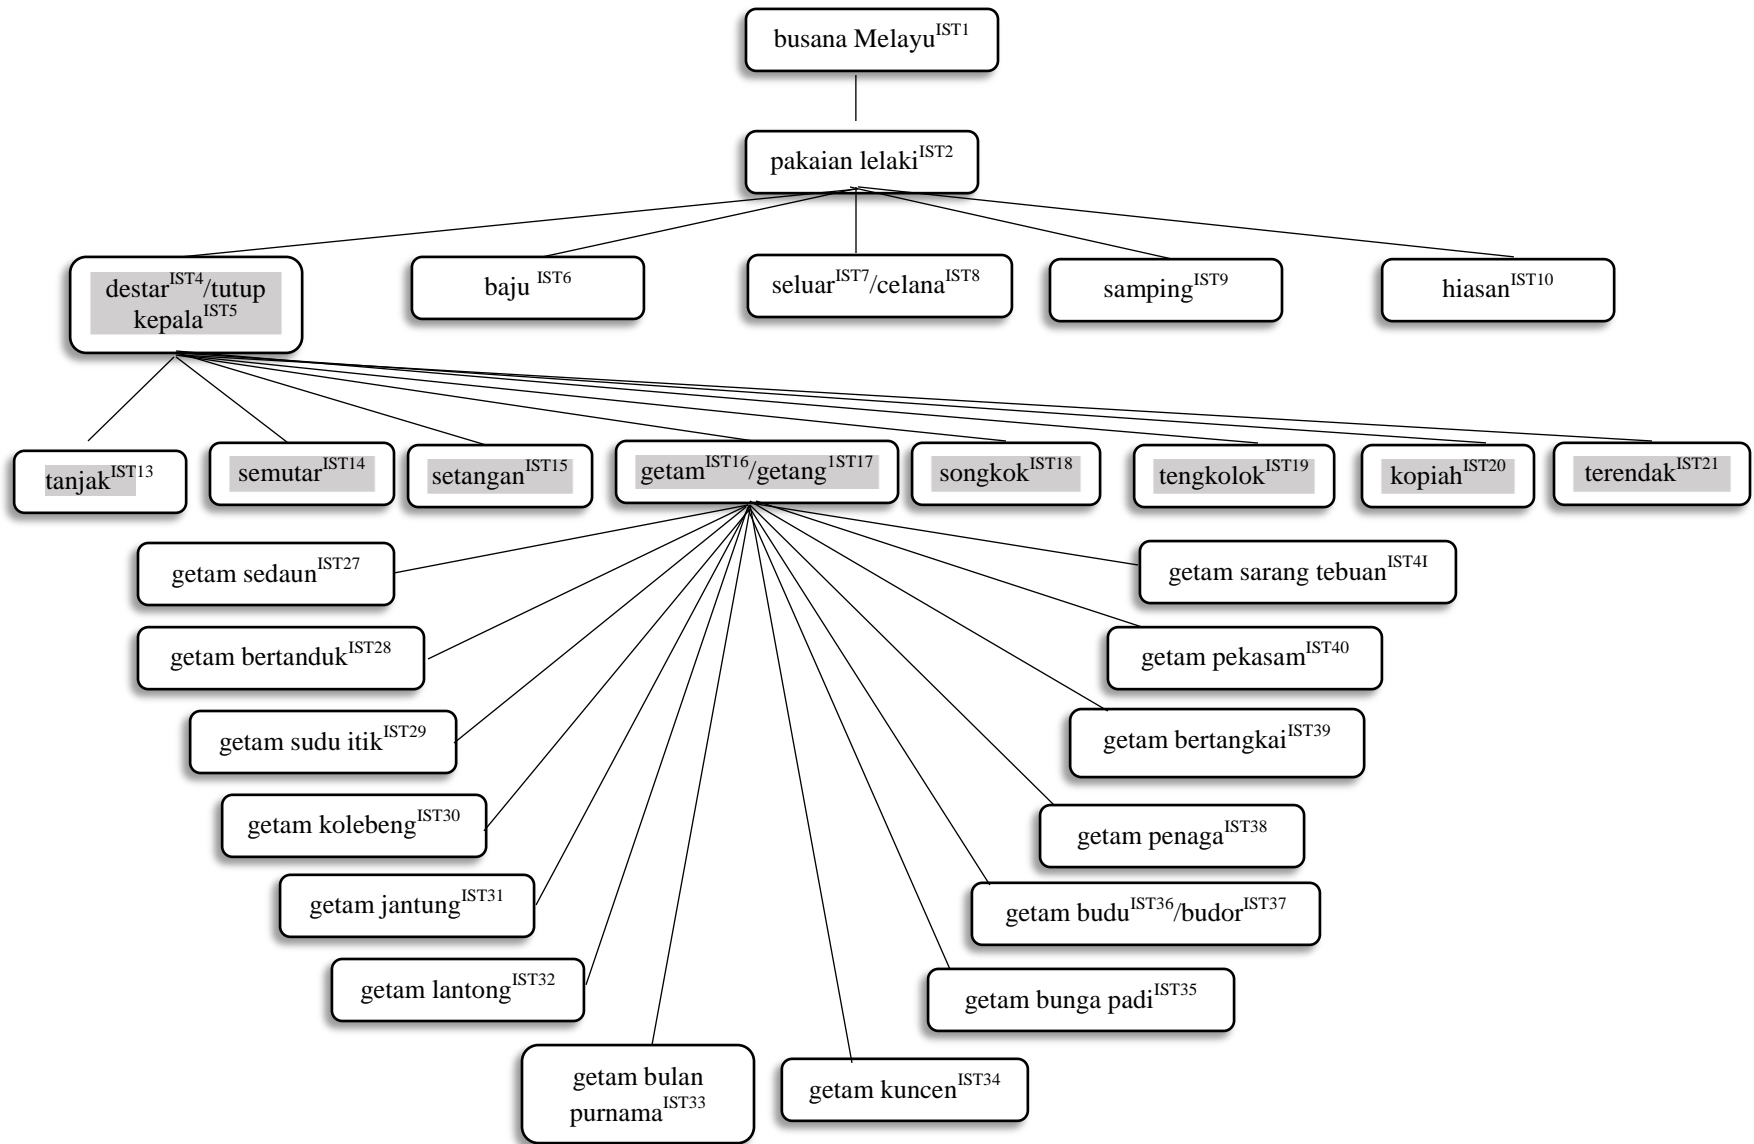 busana Melayu^IST1
pakaian lelaki^IST2
destar^IST4/tutup
kepala^IST5
baju ^IST6
seluar^IST7/celana^IST8
samping^IST9
hiasan^IST10
tanjak^IST13
semutar^IST14
setangan^IST15
getam^IST16/getang^1ST17
songkok^IST18
tengkolok^IST19
kopiah^IST20
terendak^IST21
getam sedaun^IST27
getam bertanduk^IST28
getam sudu itik^IST29
getam kolebeng^IST30
getam jantung^IST31
getam lantong^IST32
getam bulan
purnama^IST33
getam kuncen^IST34
getam bunga padi^IST35
getam budu^IST36/budor^IST37
getam penaga^IST38
getam bertangkai^IST39
getam pekasam^IST40
getam sarang tebuan^IST4I